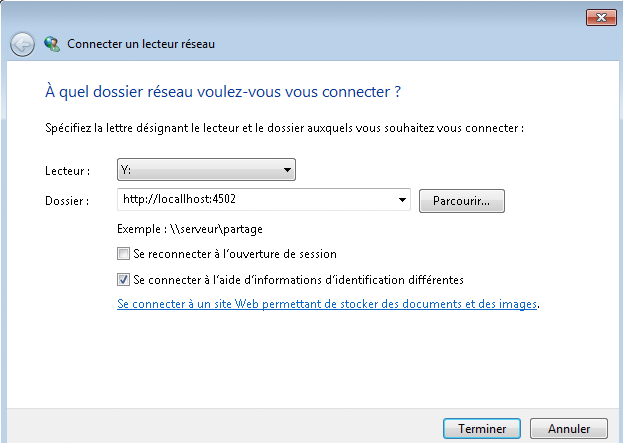 Connecter un lecteur réseau
À quel dossier réseau voulez-vous vous connecter ?
Spécifiez la lettre désignant le lecteur et le dossier auxquels vous souhaitez vous connecter :
Lecteur : Y:
Dossier : http://locallhost:4502 Parcourir...
Exemple : \\serveur\partage
Se reconnecter à l'ouverture de session
Se connecter à l'aide d'informations d'identification différentes
Se connecter à un site Web permettant de stocker des documents et des images.
Terminer Annuler